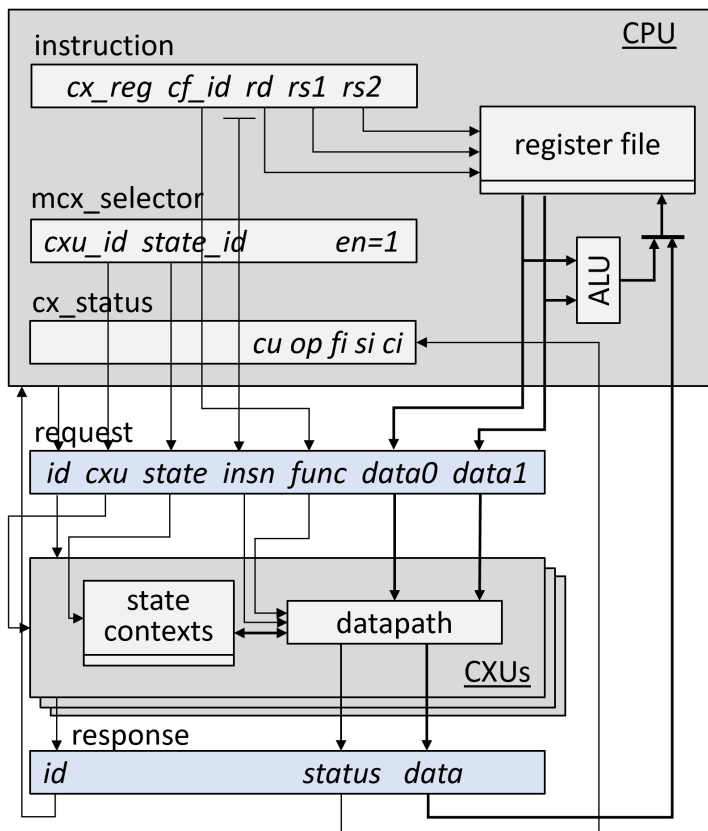 CPU
instruction
cx_reg cf_id rd rs1 rs2
register file
mcx_selector
cxu_id state_id en=1
ALU
cx_status
cu op fi si ci
request
id cxu state insn func data0 data1
state
contexts
datapath
CXUs
response
id status data